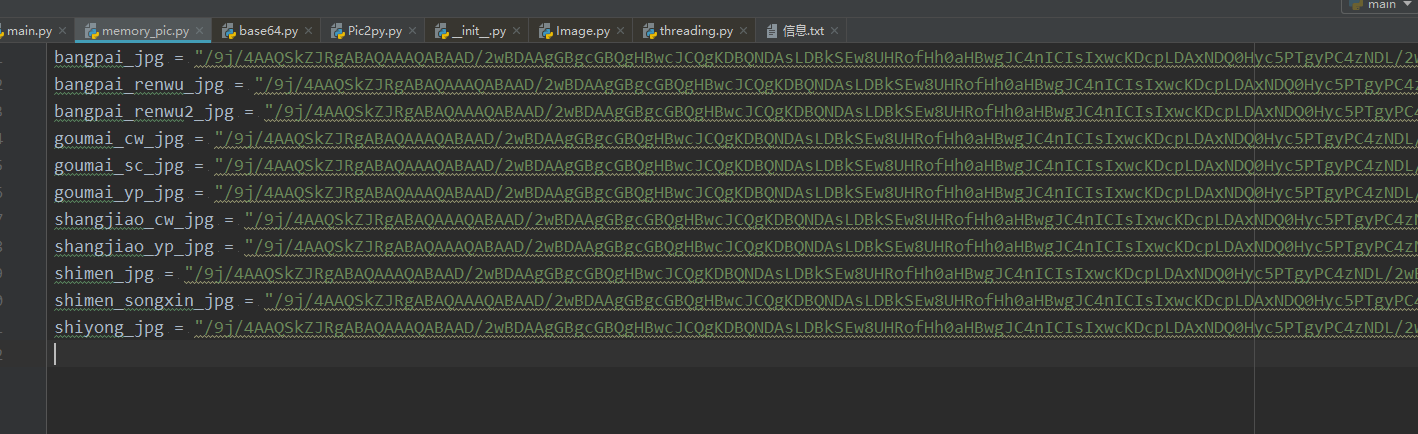 main
main.py memory_pic.py base64.py Pic2py.py __init__.py Image.py threading.py 信息.txt
bangpai_jpg = "/9j/4AAQSkZJRgABAQAAAQABAAD/2wBDAAgGBgcGBQgHBwcJCQgKDBQNDAsLDBkSEw8UHRofHh0aHBwgJC4nICIsIxwcKDcpLDAxNDQ0Hyc5PTgyPC4zNDL/2w
bangpai_renwu_jpg = "/9j/4AAQSkZJRgABAQAAAQABAAD/2wBDAAgGBgcGBQgHBwcJCQgKDBQNDAsLDBkSEw8UHRofHh0aHBwgJC4nICIsIxwcKDcpLDAxNDQ0Hyc5PTgyPC4
bangpai_renwu2_jpg = "/9j/4AAQSkZJRgABAQAAAQABAAD/2wBDAAgGBgcGBQgHBwcJCQgKDBQNDAsLDBkSEw8UHRofHh0aHBwgJC4nICIsIxwcKDcpLDAxNDQ0Hyc5PTgyPC4
goumai_cw_jpg = "/9j/4AAQSkZJRgABAQAAAQABAAD/2wBDAAgGBgcGBQgHBwcJCQgKDBQNDAsLDBkSEw8UHRofHh0aHBwgJC4nICIsIxwcKDcpLDAxNDQ0Hyc5PTgyPC4zNDL/
goumai_sc_jpg = "/9j/4AAQSkZJRgABAQAAAQABAAD/2wBDAAgGBgcGBQgHBwcJCQgKDBQNDAsLDBkSEw8UHRofHh0aHBwgJC4nICIsIxwcKDcpLDAxNDQ0Hyc5PTgyPC4zNDL/
goumai_yp_jpg = "/9j/4AAQSkZJRgABAQAAAQABAAD/2wBDAAgGBgcGBQgHBwcJCQgKDBQNDAsLDBkSEw8UHRofHh0aHBwgJC4nICIsIxwcKDcpLDAxNDQ0Hyc5PTgyPC4zNDL/
shangjiao_cw_jpg = "/9j/4AAQSkZJRgABAQAAAQABAAD/2wBDAAgGBgcGBQgHBwcJCQgKDBQNDAsLDBkSEw8UHRofHh0aHBwgJC4nICIsIxwcKDcpLDAxNDQ0Hyc5PTgyPC4zN
shangjiao_yp_jpg = "/9j/4AAQSkZJRgABAQAAAQABAAD/2wBDAAgGBgcGBQgHBwcJCQgKDBQNDAsLDBkSEw8UHRofHh0aHBwgJC4nICIsIxwcKDcpLDAxNDQ0Hyc5PTgyPC4zN
shimen_jpg = "/9j/4AAQSkZJRgABAQAAAQABAAD/2wBDAAgGBgcGBQgHBwcJCQgKDBQNDAsLDBkSEw8UHRofHh0aHBwgJC4nICIsIxwcKDcpLDAxNDQ0Hyc5PTgyPC4zNDL/2wB
shimen_songxin_jpg = "/9j/4AAQSkZJRgABAQAAAQABAAD/2wBDAAgGBgcGBQgHBwcJCQgKDBQNDAsLDBkSEw8UHRofHh0aHBwgJC4nICIsIxwcKDcpLDAxNDQ0Hyc5PTgyPC4
shiyong_jpg = "/9j/4AAQSkZJRgABAQAAAQABAAD/2wBDAAgGBgcGBQgHBwcJCQgKDBQNDAsLDBkSEw8UHRofHh0aHBwgJC4nICIsIxwcKDcpLDAxNDQ0Hyc5PTgyPC4zNDL/2w